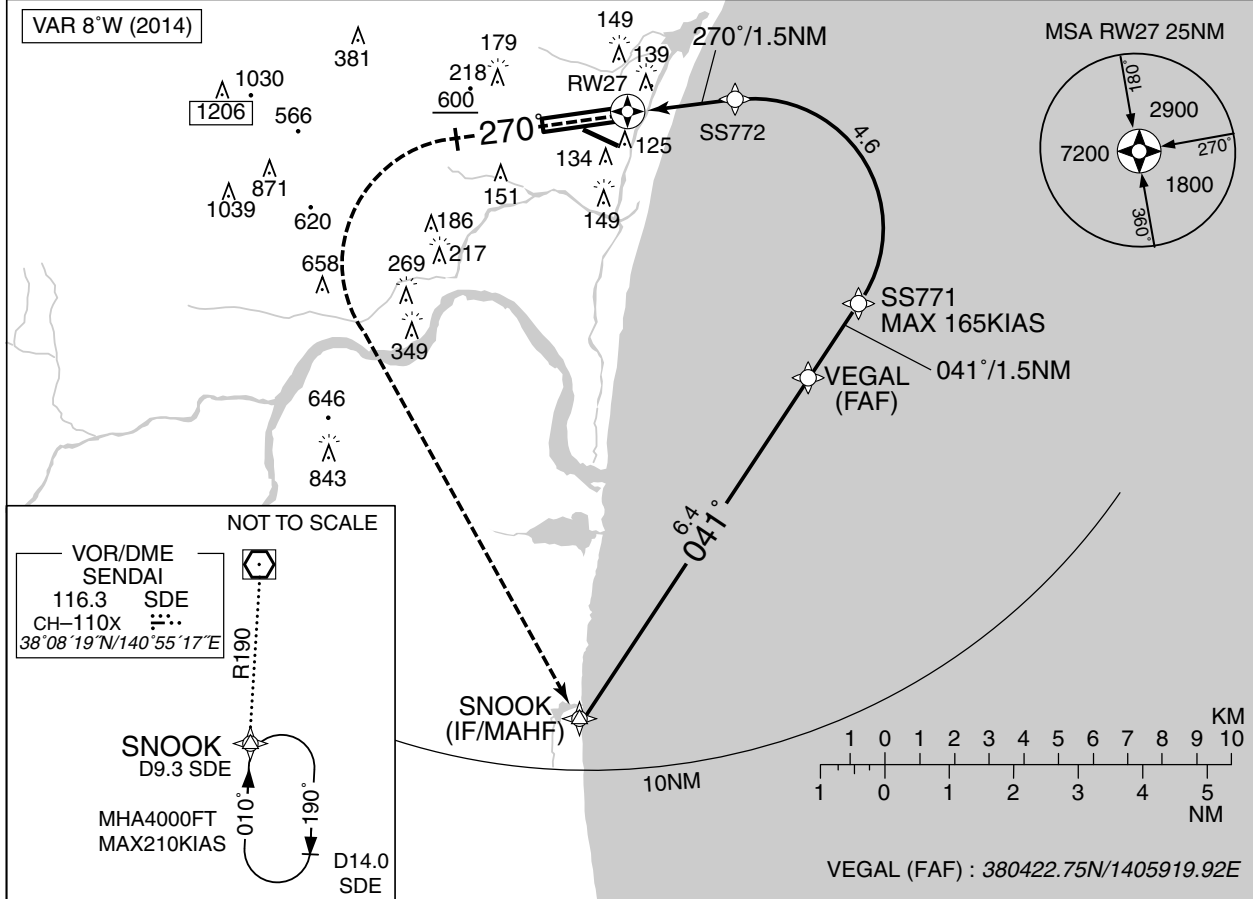 VAR 8°W (2014)
381
1030
1206
566
871
1039
620
658
179
218
600
149
139
RW27
270°
125
134
151
149
186
217
269
349
646
843
270°/1.5NM
SS772
4.6
SS771
MAX 165KIAS
041°/1.5NM
VEGAL
(FAF)
6.4
041°
SNOOK
(IF/MAHF)
10NM
MSA RW27 25NM
180°
2900
7200
270°
1800
360°
NOT TO SCALE
VOR/DME
SENDAI
116.3 SDE
CH–110X
38°08´19˝N/140°55´17˝E
R190
SNOOK
D9.3 SDE
010°
190°
MHA4000FT
MAX210KIAS
D14.0
SDE
KM
1 0 1 2 3 4 5 6 7 8 9 10
1 0 1 2 3 4 5
NM
VEGAL (FAF) : 380422.75N/1405919.92E